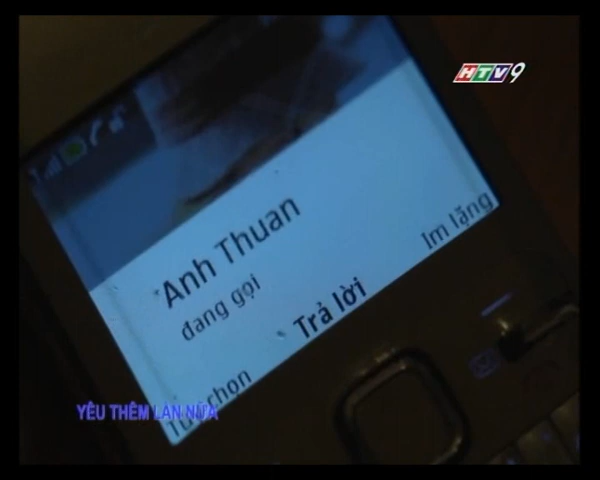 HTV9
Anh Thuan
đang gọi
Im lặng
Trả lời
Tùy chọn
YÊU THÊM LẦN NỮA